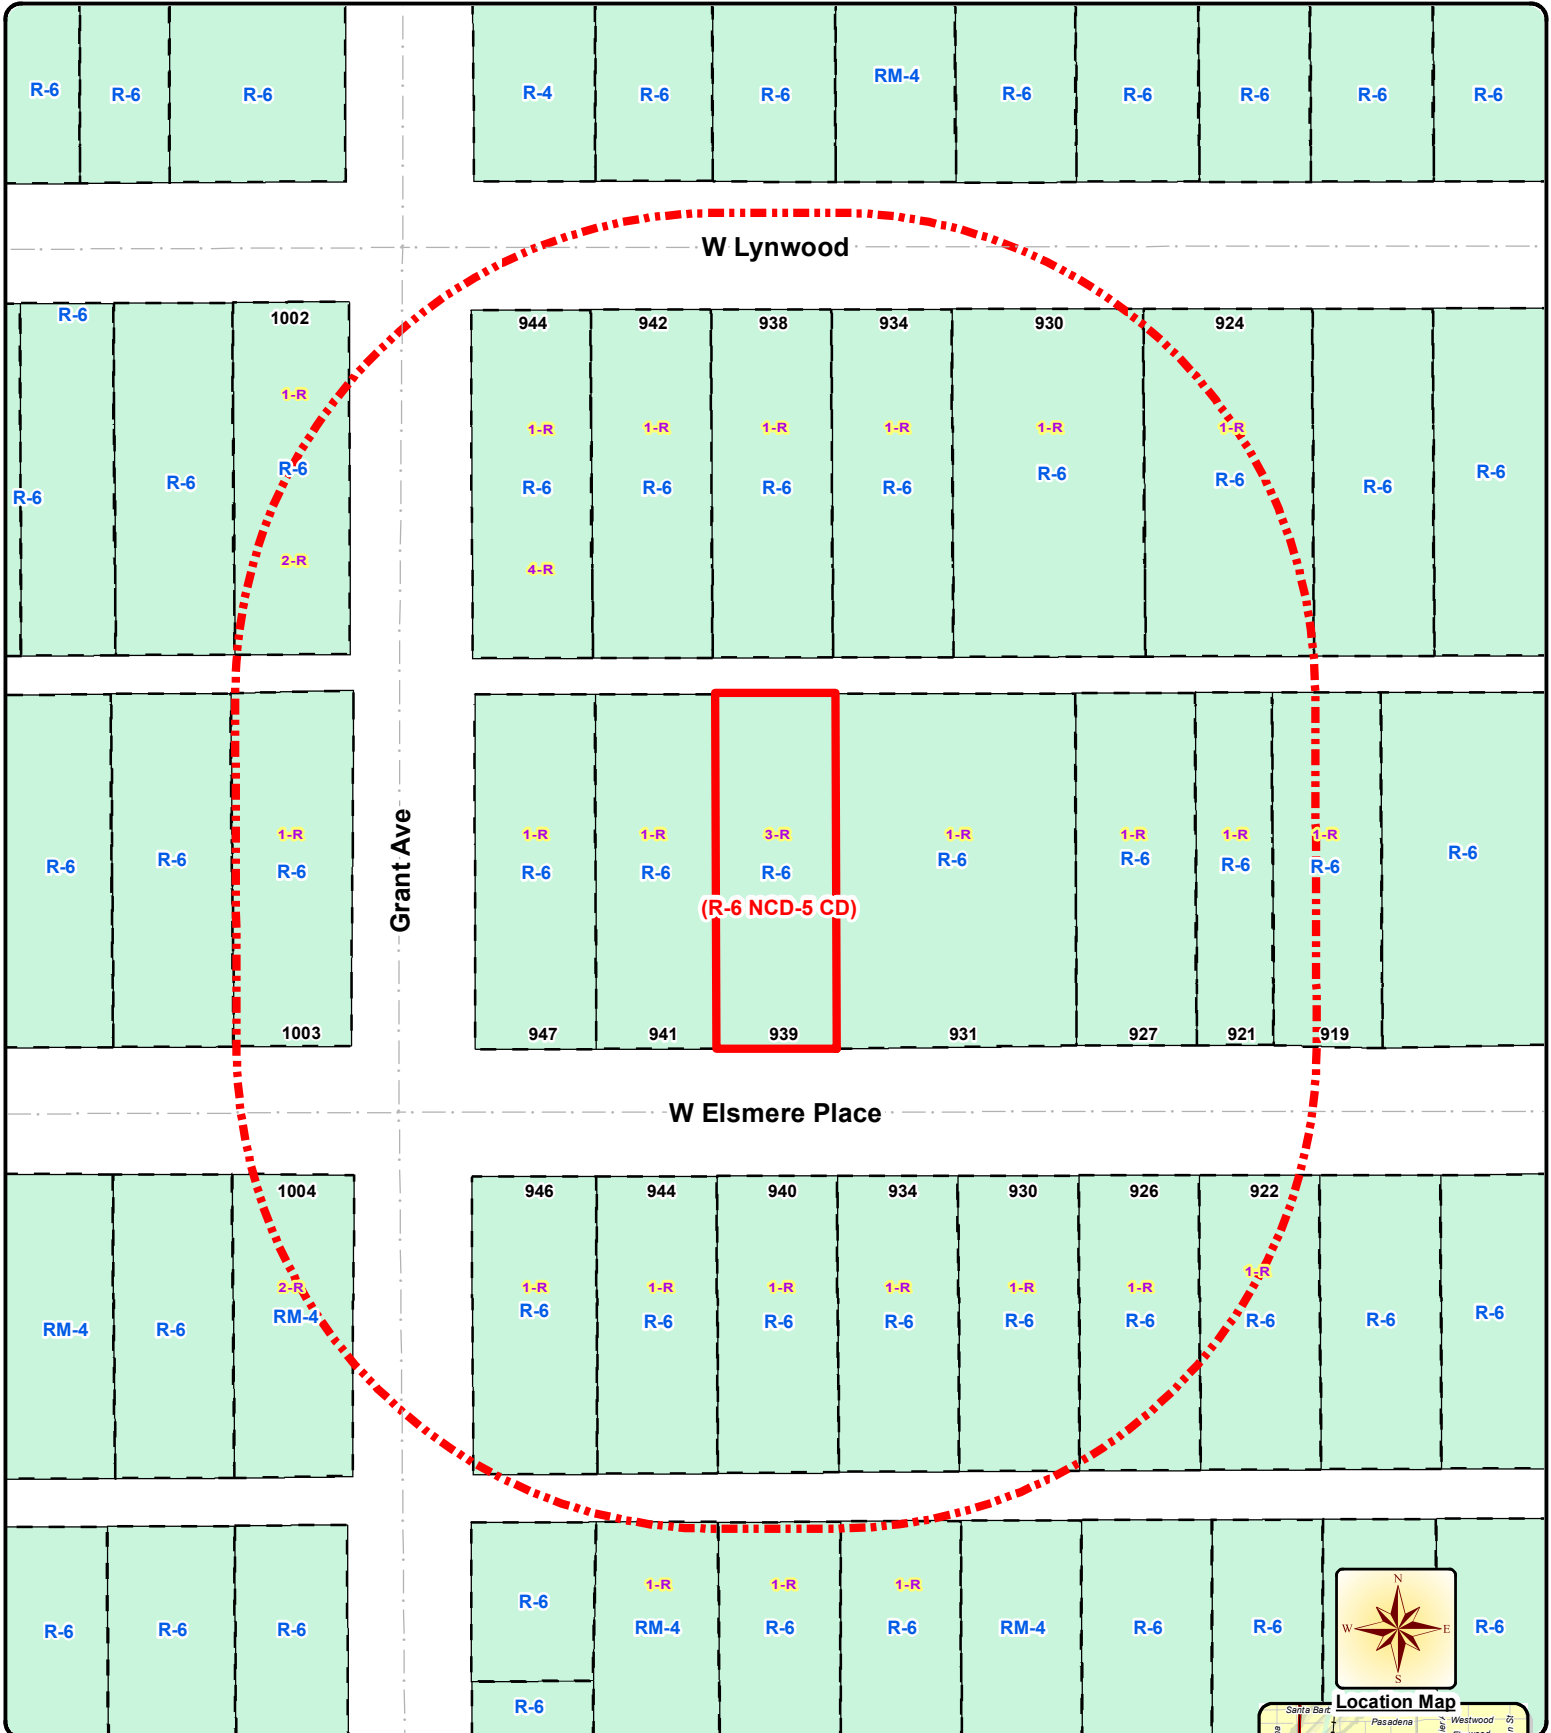 R-6 R-6 R-6 R-4 R-6 R-6 RM-4 R-6 R-6 R-6 R-6 R-6
W Lynwood
R-6 1002 944 942 938 934 930 924
1-R
1-R 1-R 1-R 1-R 1-R 1-R
R-6 R-6 R-6 R-6 R-6 R-6 R-6 R-6 R-6 R-6 R-6
2-R 4-R
Grant Ave
1-R 1-R 1-R 3-R 1-R 1-R 1-R 1-R
R-6 R-6 R-6 R-6 R-6 R-6 R-6 R-6 R-6 R-6 R-6
(R-6 NCD-5 CD)
1003 947 941 939 931 927 921 919
W Elsmere Place
1004 946 944 940 934 930 926 922
2-R 1-R 1-R 1-R 1-R 1-R 1-R 1-R
RM-4 R-6 RM-4 R-6 R-6 R-6 R-6 R-6 R-6 R-6 R-6 R-6
1-R 1-R 1-R
R-6 R-6 R-6 R-6 RM-4 R-6 R-6 RM-4 R-6 R-6 R-6
R-6
N
W E
S
Location Map
Santa Barb
Pasadena
Westwood